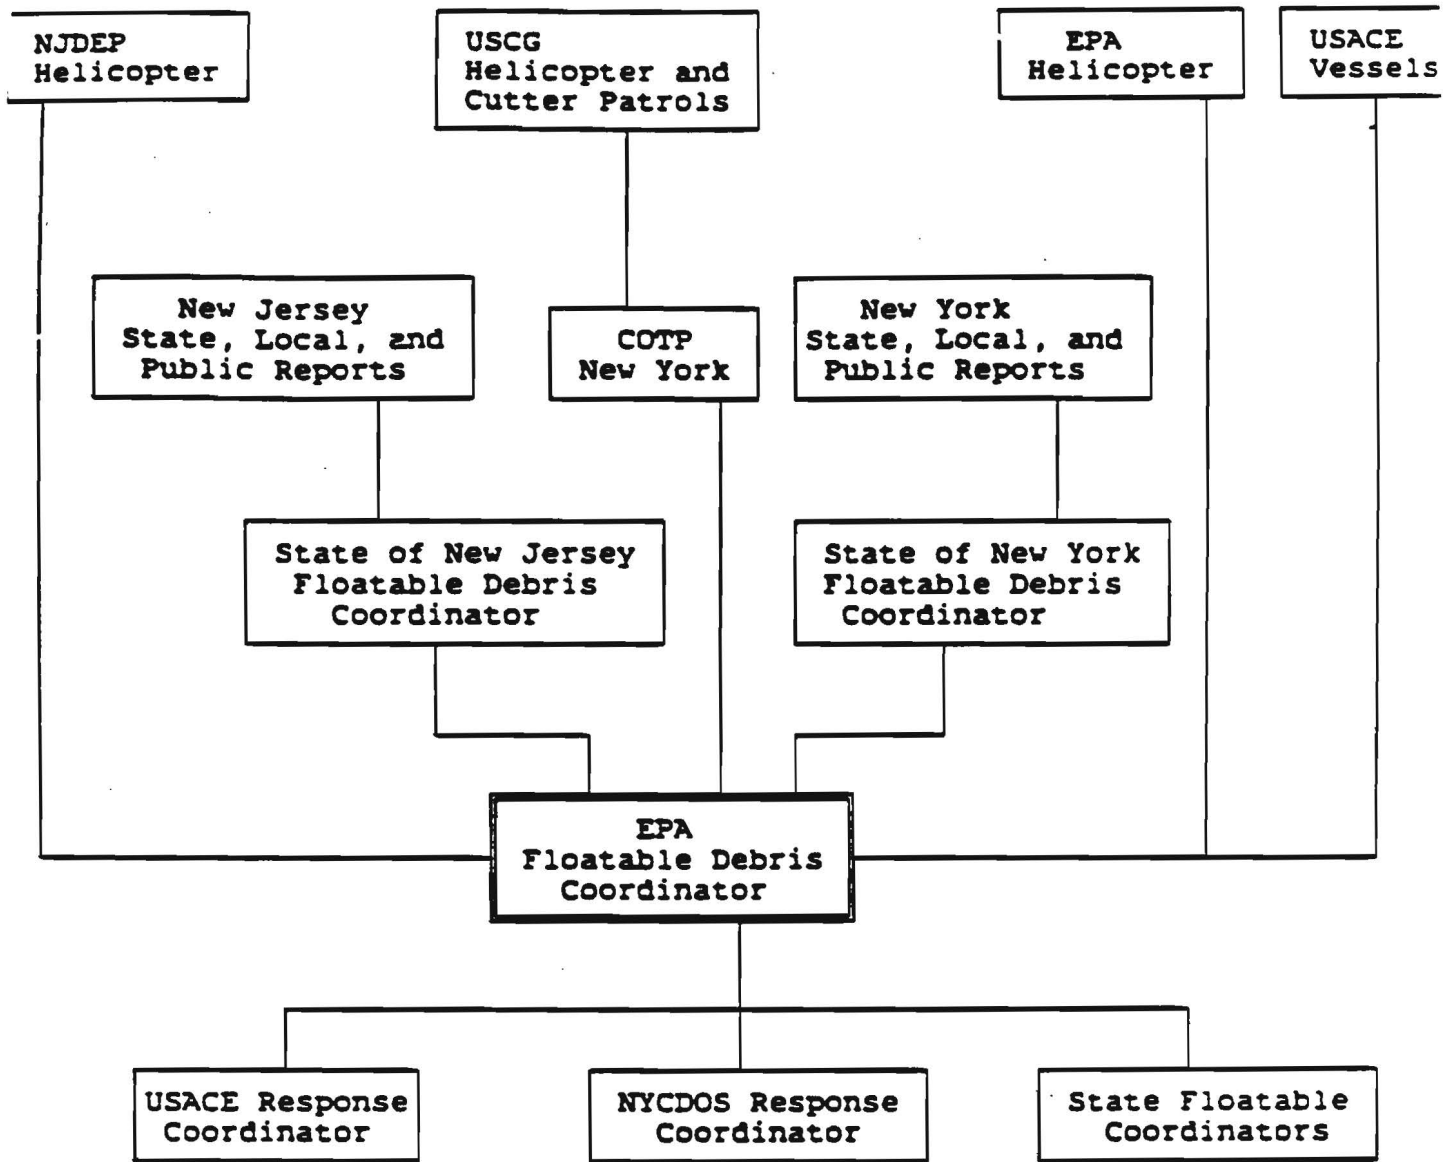 NJDEP
Helicopter
USCG
Helicopter and
Cutter Patrols
EPA
Helicopter
USACE
Vessels
New Jersey
State, Local, and
Public Reports
COTP
New York
New York
State, Local, and
Public Reports
State of New Jersey
Floatable Debris
Coordinator
State of New York
Floatable Debris
Coordinator
EPA
Floatable Debris
Coordinator
USACE Response
Coordinator
NYCDOS Response
Coordinator
State Floatable
Coordinators